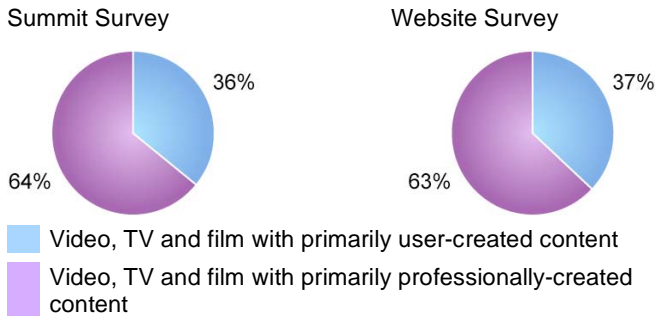 Summit Survey
Website Survey
36%
64%
37%
63%
Video, TV and film with primarily user-created content
Video, TV and film with primarily professionally-created
content